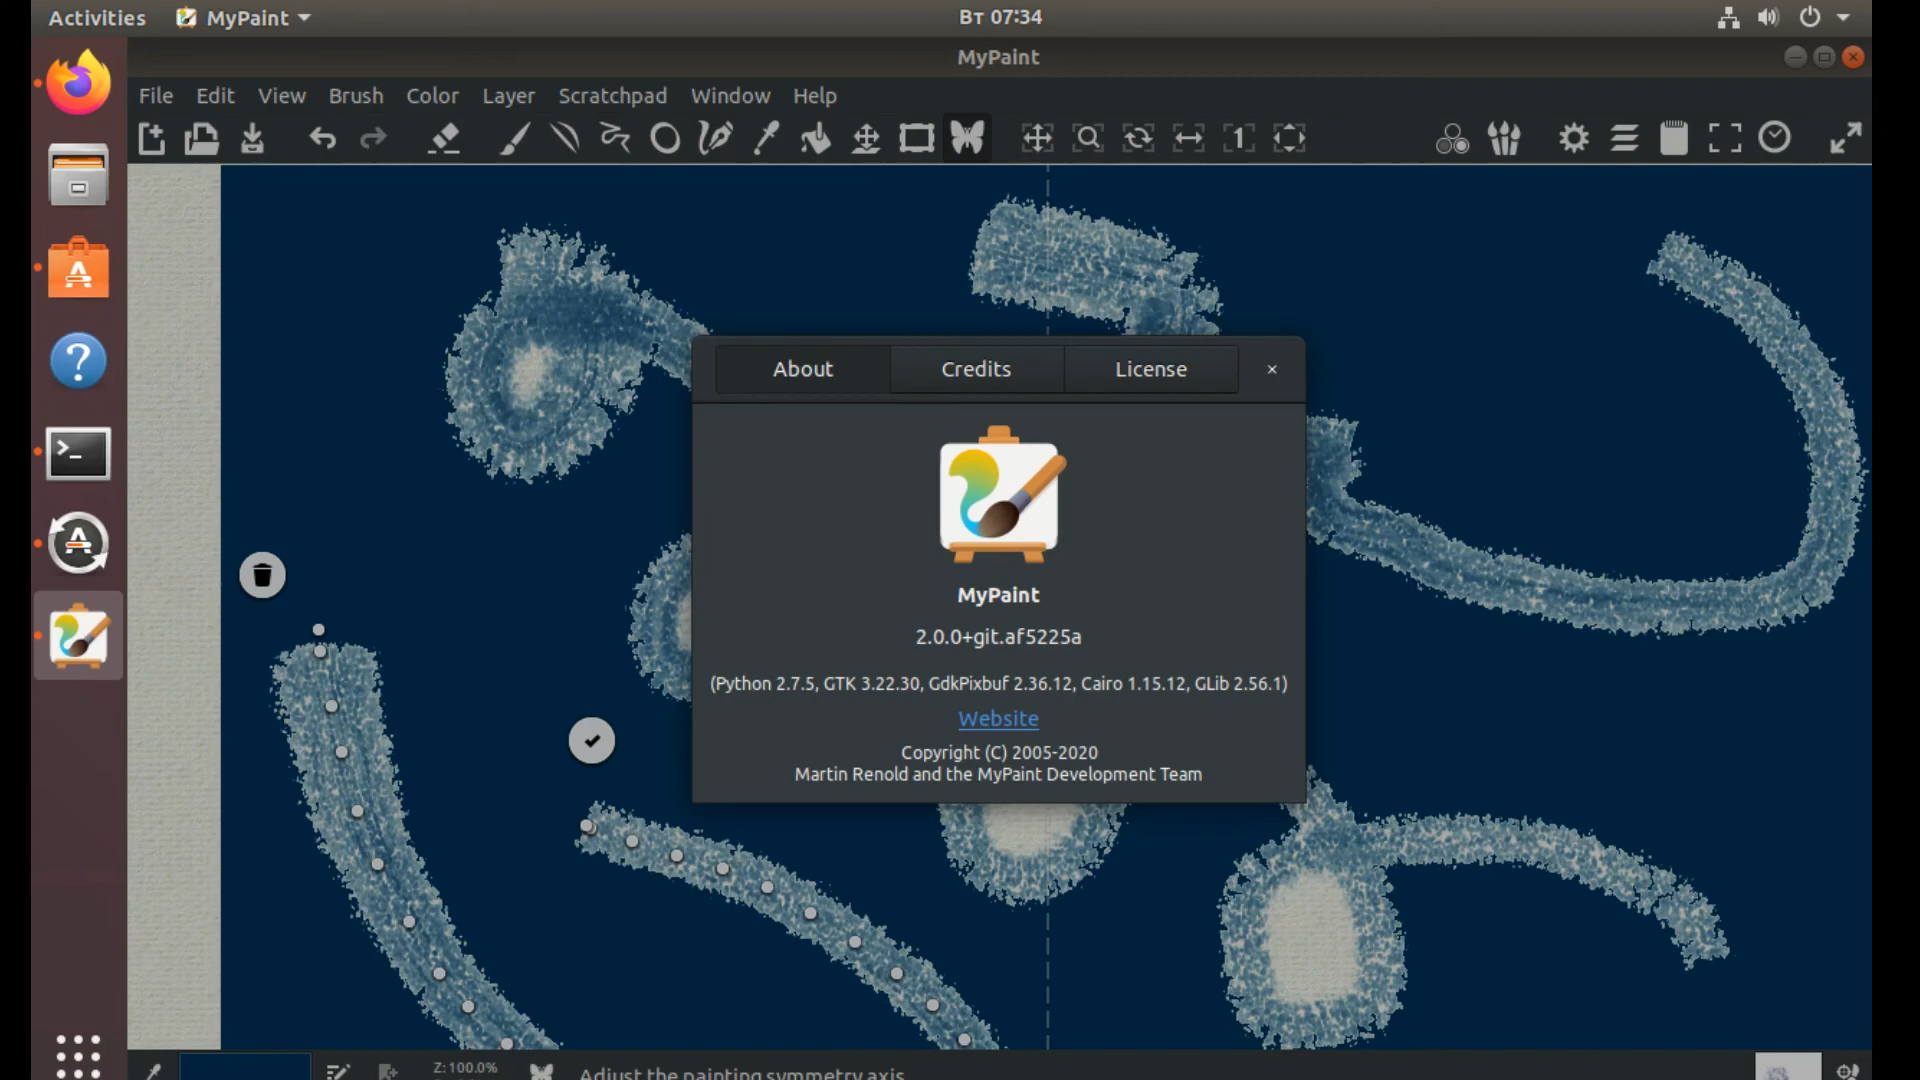 Activities MyPaint Вт 07:34
MyPaint
File Edit View Brush Color Layer Scratchpad Window Help
1
About Credits License ×
MyPaint
2.0.0+git.af5225a
(Python 2.7.5, GTK 3.22.30, GdkPixbuf 2.36.12, Cairo 1.15.12, GLib 2.56.1)
Website
Copyright (C) 2005-2020
Martin Renold and the MyPaint Development Team
Z: 100.0%
Adjust the painting symmetry axis